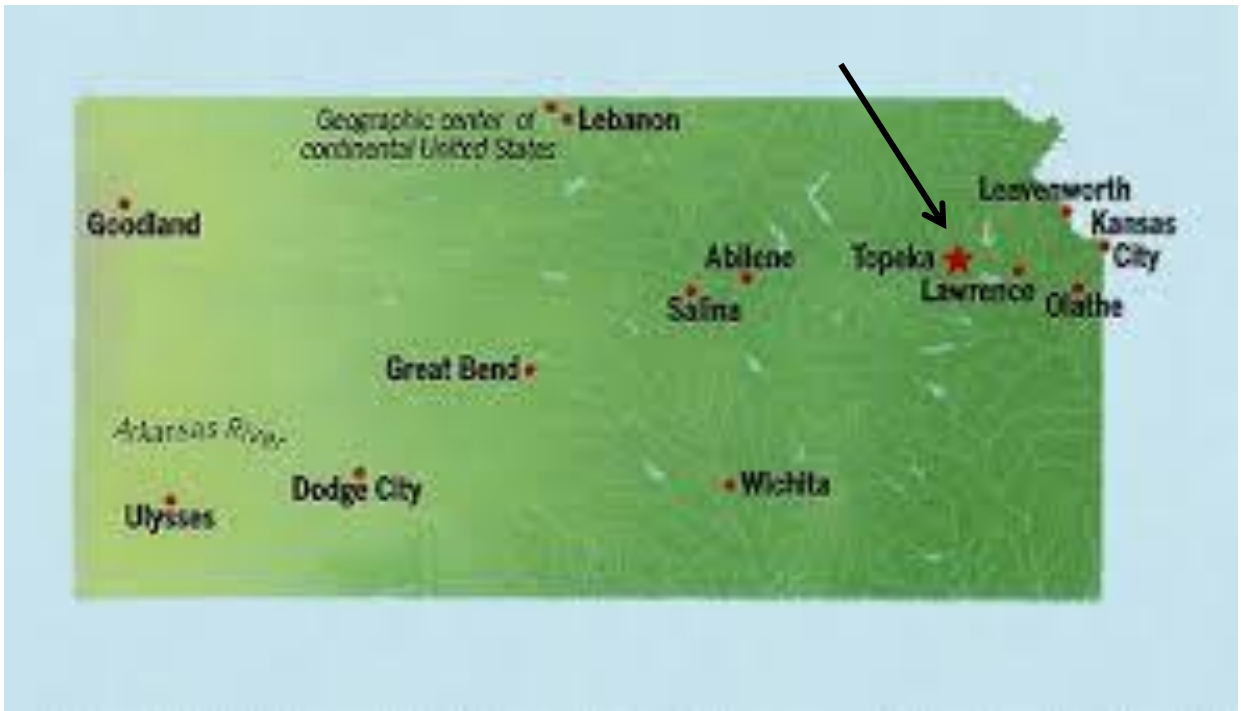 Geographic center of
continental United States
Lebanon
Leavenworth
Kansas
City
Goodland
Abilene
Topeka
Lawrence
Olathe
Salina
Great Bend
Arkansas River
Dodge City
Wichita
Ulysses